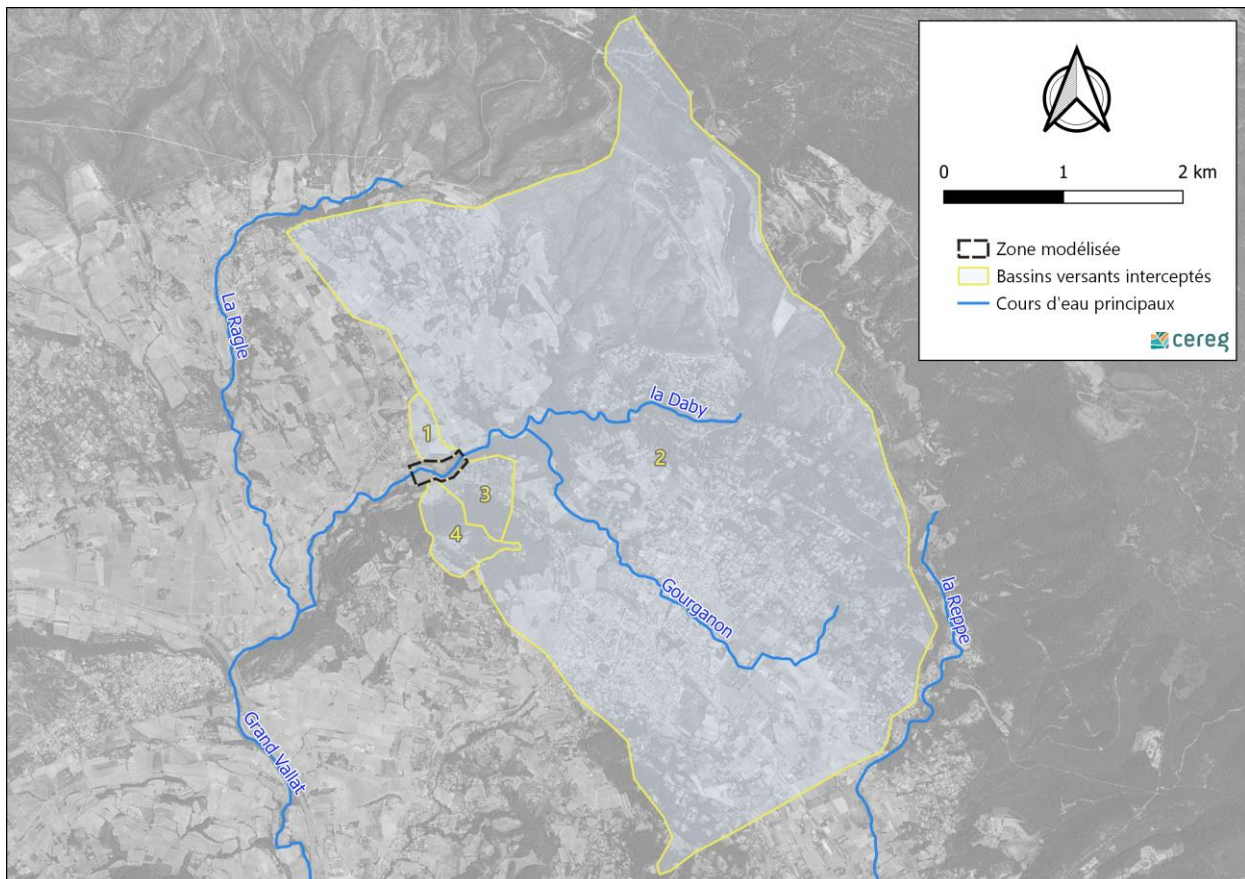 0 1 2 km
Zone modélisée
Bassins versants interceptés
Cours d'eau principaux
cereg
La Ragle
la Daby
1
2
3
4
Gourganon
la Reppe
Grand Vallat